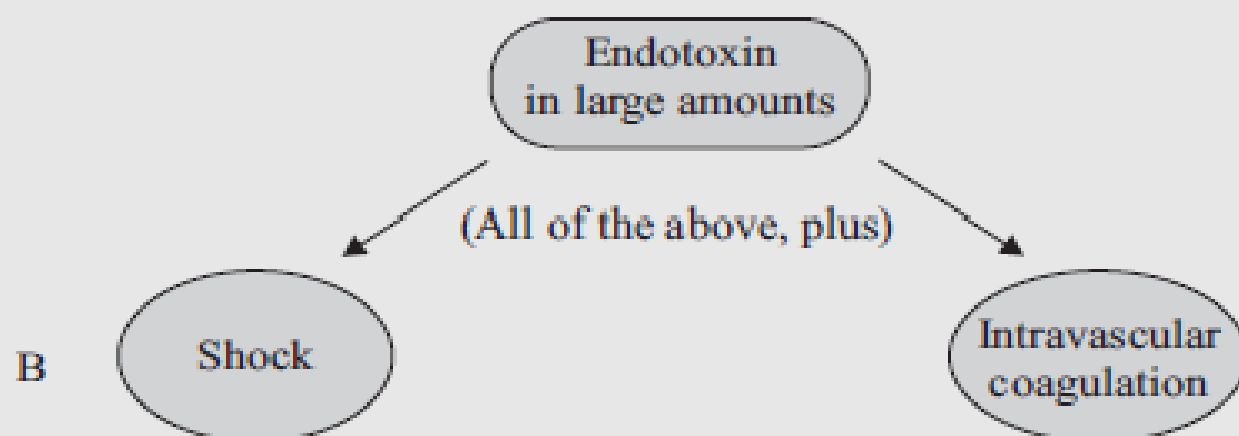 Endotoxin
in large amounts
(All of the above, plus)
B
Shock
Intravascular
coagulation